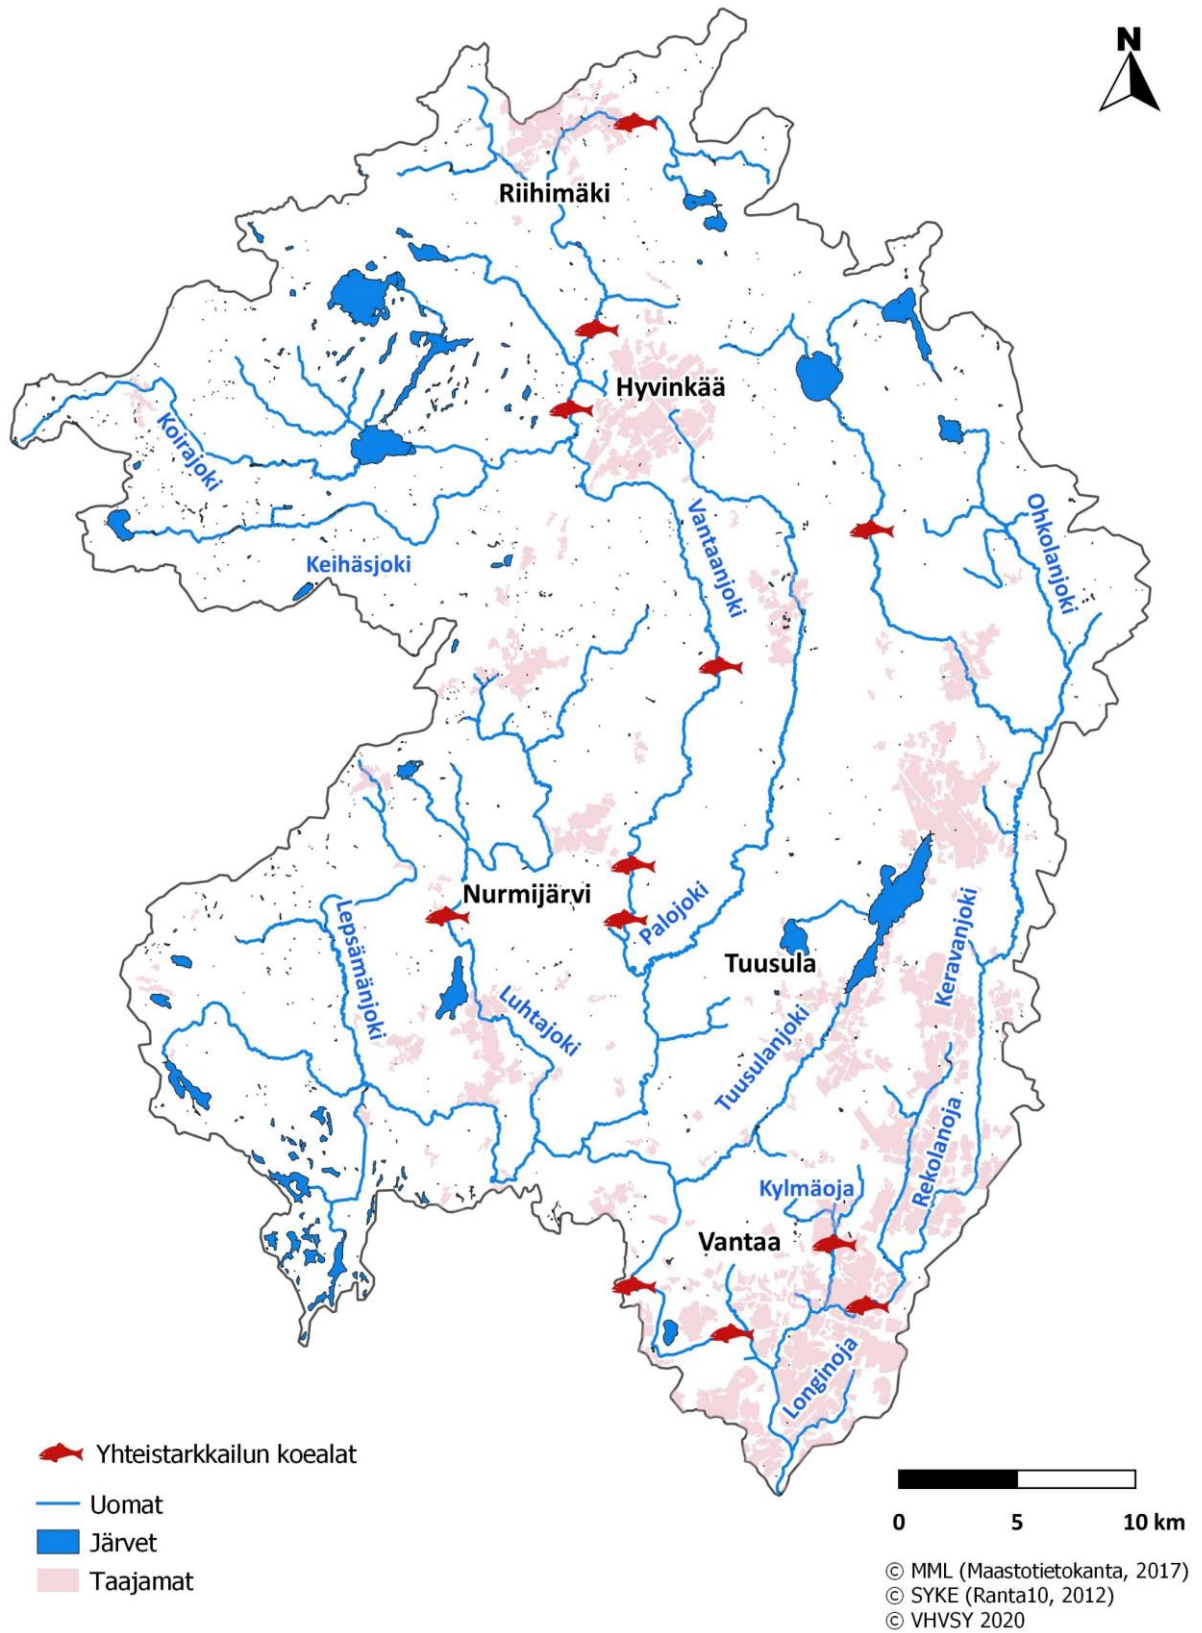 N
Riihimäki
Hyvinkää
Koirajoki
Keihäsjoki
Vantaanjoki
Ohkolanjoki
Nurmijärvi
Lepsämänjoki
Palojoki
Tuusula
Keravanjoki
Luhtajoki
Tuusulanjoki
Rekolanoja
Kylmäoja
Vantaa
Longinoja
Yhteistarkkailun koealat
Uomat
Järvet
Taajamat
0 5 10 km
© MML (Maastotietokanta, 2017)
© SYKE (Ranta10, 2012)
© VHVSY 2020